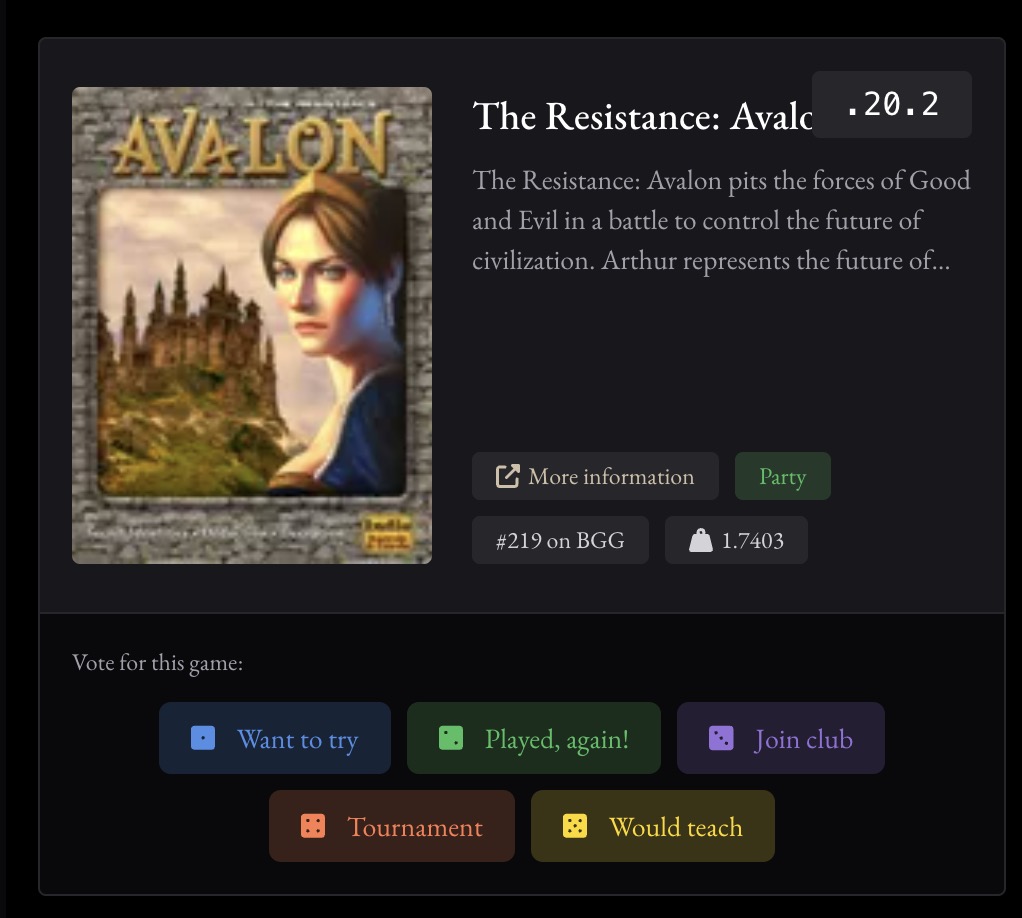 AVALON
The Resistance: Avalo
.20.2
The Resistance: Avalon pits the forces of Good
and Evil in a battle to control the future of
civilization. Arthur represents the future of...
More information
Party
#219 on BGG
1.7403
Vote for this game:
Want to try
Played, again!
Join club
Tournament
Would teach